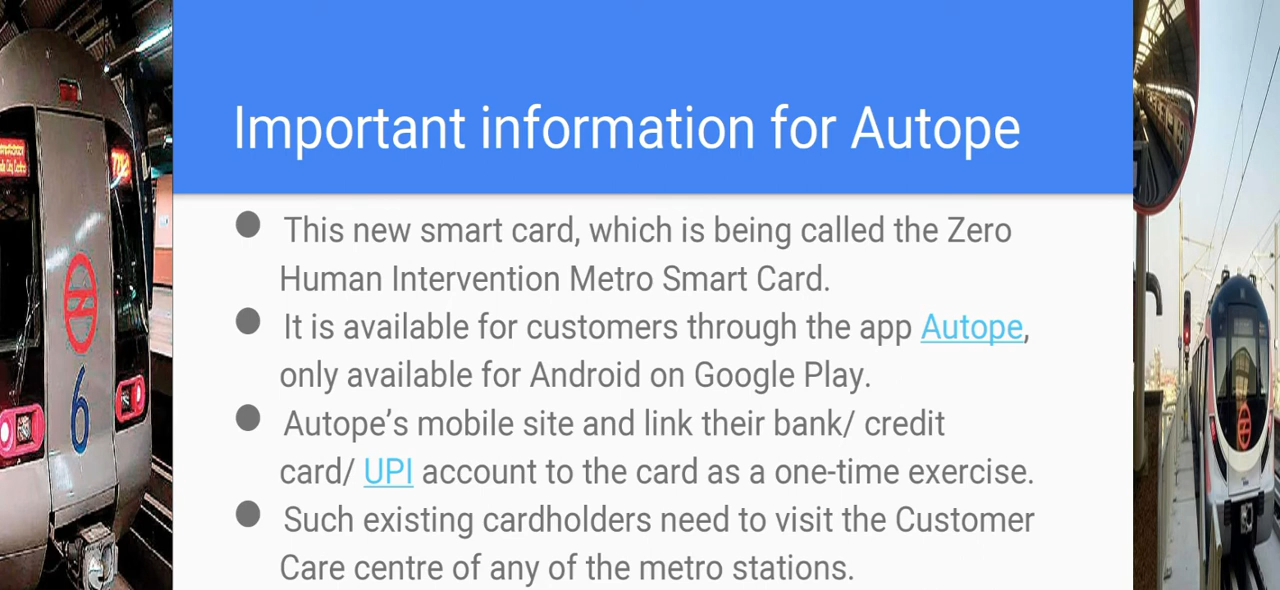 Important information for Autope
This new smart card, which is being called the Zero
Human Intervention Metro Smart Card.
It is available for customers through the app Autope,
only available for Android on Google Play.
Autope’s mobile site and link their bank/ credit
card/ UPI account to the card as a one-time exercise.
Such existing cardholders need to visit the Customer
Care centre of any of the metro stations.
6